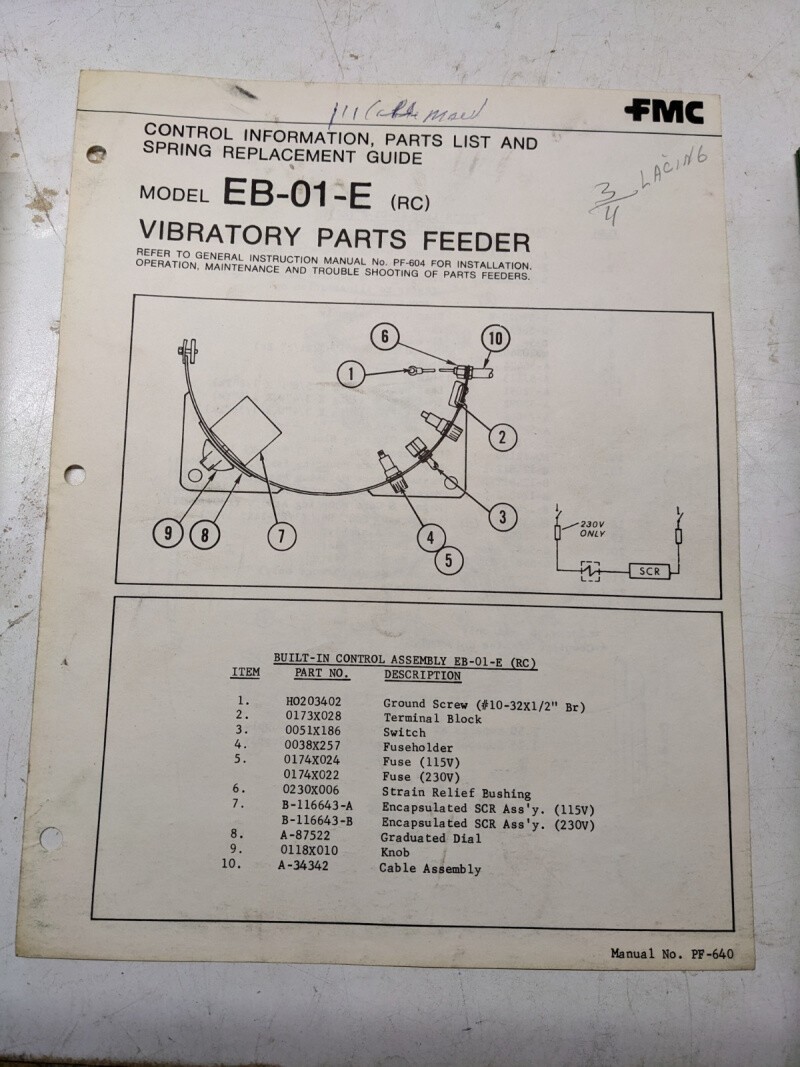 FMC
CONTROL INFORMATION, PARTS LIST AND
SPRING REPLACEMENT GUIDE
3/4 LACING
MODEL EB-01-E (RC)
VIBRATORY PARTS FEEDER
REFER TO GENERAL INSTRUCTION MANUAL No. PF-604 FOR INSTALLATION,
OPERATION, MAINTENANCE AND TROUBLE SHOOTING OF PARTS FEEDERS.
6
10
1
2
3
9
8
7
4
5
230V
ONLY
SCR
BUILT-IN CONTROL ASSEMBLY EB-01-E (RC)
ITEM PART NO. DESCRIPTION
1. HO203402 Ground Screw (#10-32X1/2" Br)
2. 0173X028 Terminal Block
3. 0051X186 Switch
4. 0038X257 Fuseholder
5. 0174X024 Fuse (115V)
0174X022 Fuse (230V)
6. 0230X006 Strain Relief Bushing
7. B-116643-A Encapsulated SCR Ass'y. (115V)
B-116643-B Encapsulated SCR Ass'y. (230V)
8. A-87522 Graduated Dial
9. 0118X010 Knob
10. A-34342 Cable Assembly
Manual No. PF-640